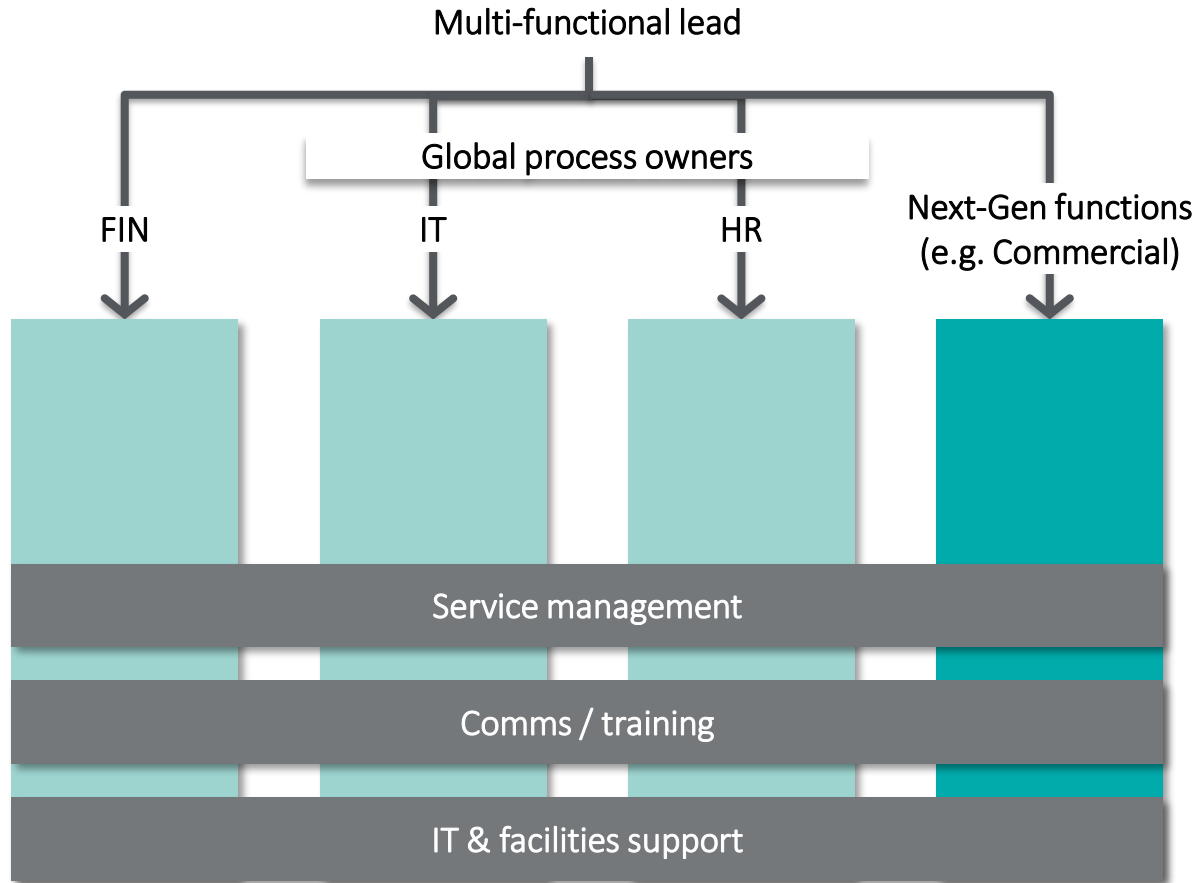 Multi-functional lead
Global process owners
FIN
IT
HR
Next-Gen functions
(e.g. Commercial)
Service management
Comms / training
IT & facilities support